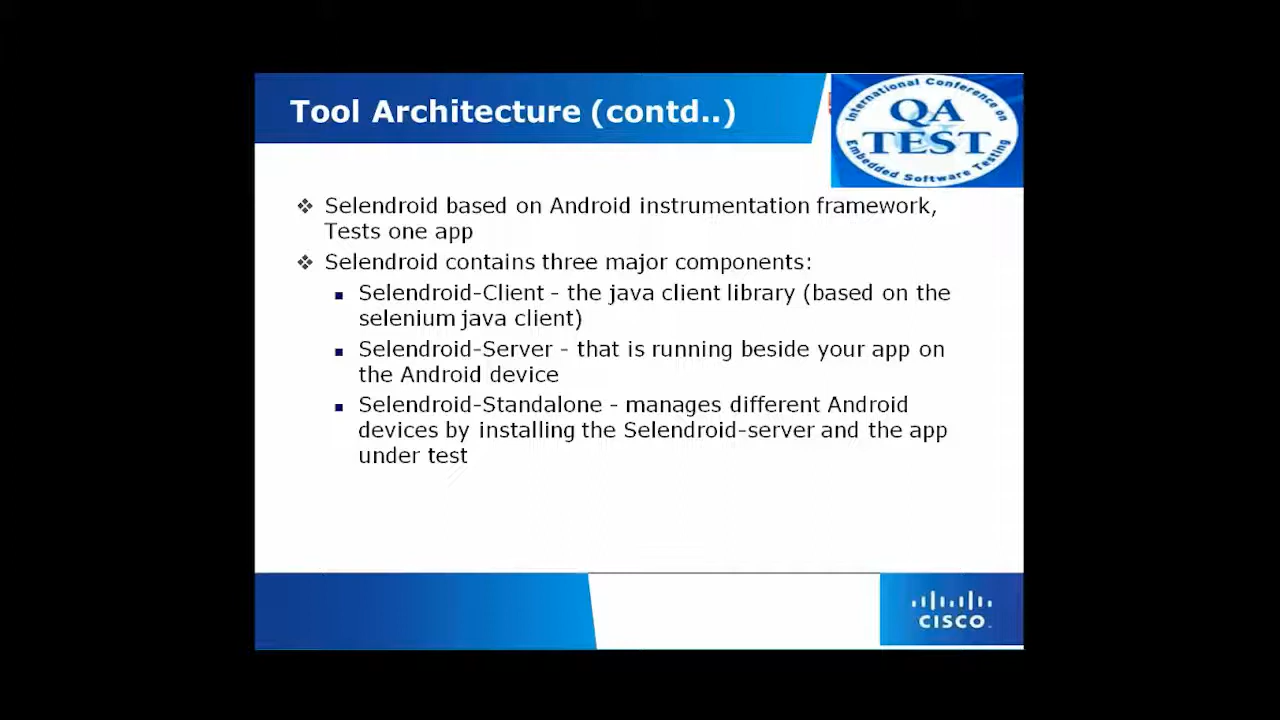 Tool Architecture (contd..)
International Conference on
QA
&
TEST
Embedded Software Testing
❖ Selendroid based on Android instrumentation framework,
Tests one app
❖ Selendroid contains three major components:
▪ Selendroid-Client - the java client library (based on the
selenium java client)
▪ Selendroid-Server - that is running beside your app on
the Android device
▪ Selendroid-Standalone - manages different Android
devices by installing the Selendroid-server and the app
under test
CISCO